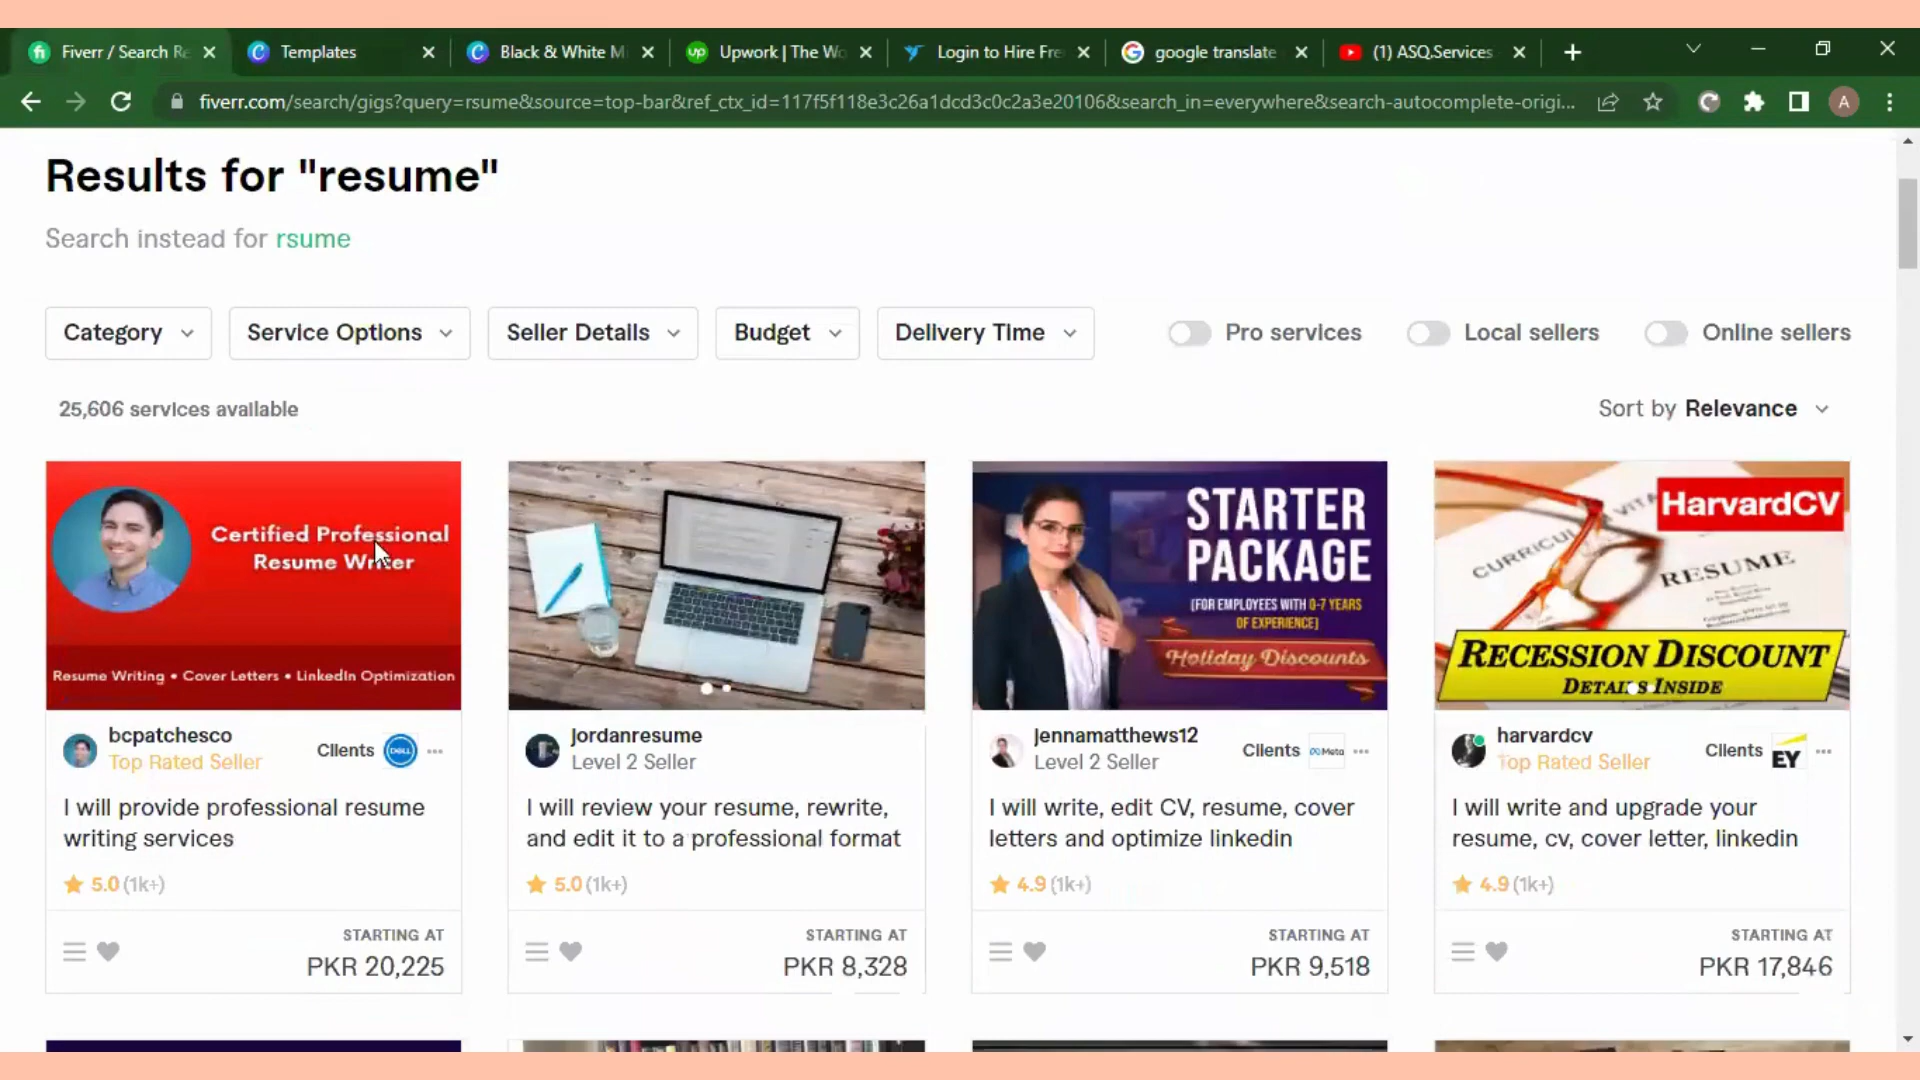 Fiverr / Search Re
Templates
Black & White Mi
Upwork | The Wo
Login to Hire Fre
google translate
(1) ASQ.Services
fiverr.com/search/gigs?query=rsume&source=top-bar&ref_ctx_id=117f5f118e3c26a1dcd3c0c2a3e20106&search_in=everywhere&search-autocomplete-origi...
A
Results for "resume"
Search instead for rsume
Category
Service Options
Seller Details
Budget
Delivery Time
Pro services
Local sellers
Online sellers
25,606 services available
Sort by Relevance
Certified Professional
Resume Writer
Resume Writing • Cover Letters • LinkedIn Optimization
bcpatchesco
Top Rated Seller
Clients
DELL
I will provide professional resume
writing services
5.0 (1k+)
STARTING AT
PKR 20,225
jordanresume
Level 2 Seller
I will review your resume, rewrite,
and edit it to a professional format
5.0 (1k+)
STARTING AT
PKR 8,328
STARTER
PACKAGE
[FOR EMPLOYEES WITH 0-7 YEARS
OF EXPERIENCE]
Holiday Discounts
jennamatthews12
Level 2 Seller
Clients
Meta
I will write, edit CV, resume, cover
letters and optimize linkedin
4.9 (1k+)
STARTING AT
PKR 9,518
HarvardCV
CURRICULUM VITA
RESUME
RECESSION DISCOUNT
DETAILS INSIDE
harvardcv
Top Rated Seller
Clients
EY
I will write and upgrade your
resume, cv, cover letter, linkedin
4.9 (1k+)
STARTING AT
PKR 17,846